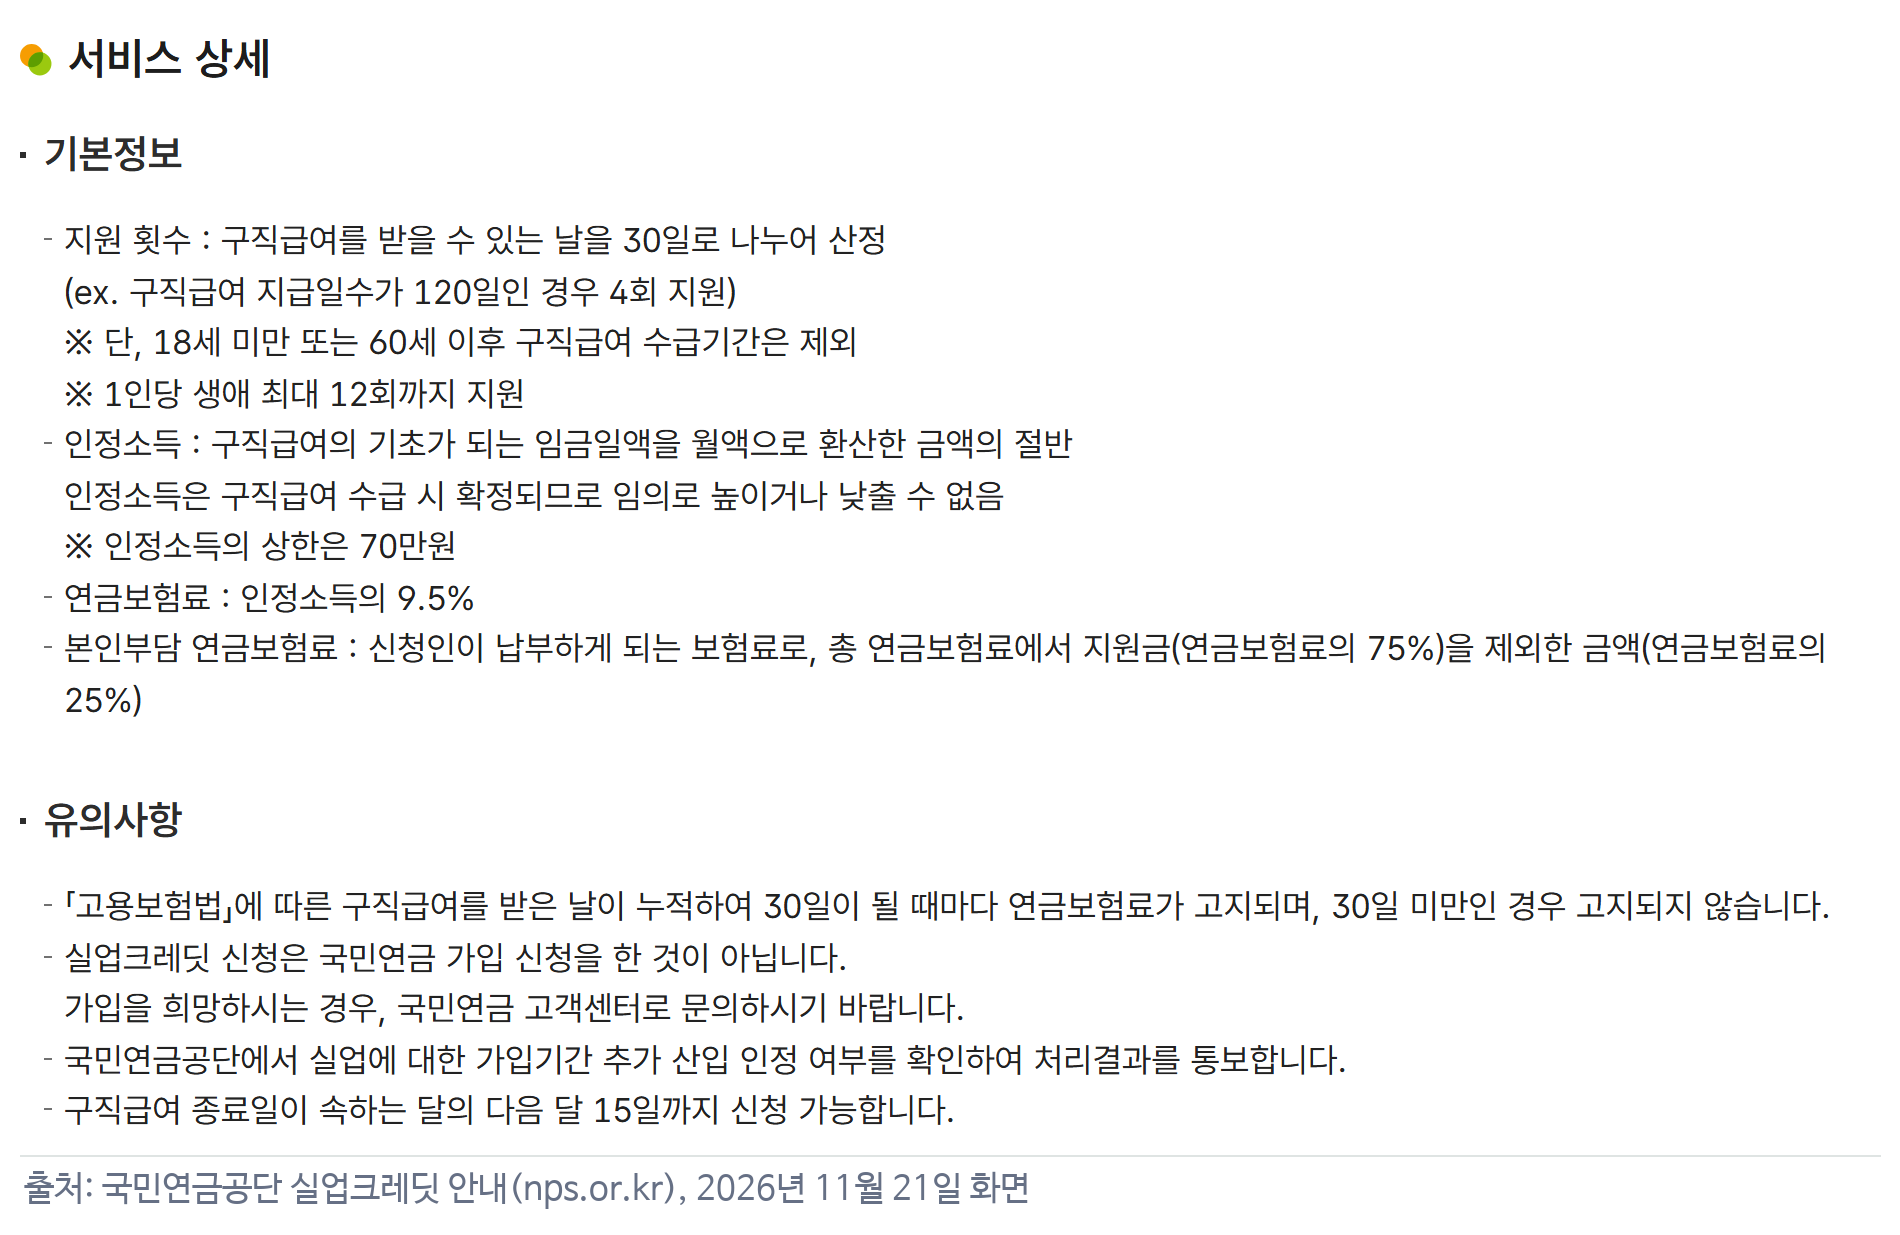 서비스 상세
· 기본정보
- 지원 횟수 : 구직급여를 받을 수 있는 날을 30일로 나누어 산정
(ex. 구직급여 지급일수가 120일인 경우 4회 지원)
※ 단, 18세 미만 또는 60세 이후 구직급여 수급기간은 제외
※ 1인당 생애 최대 12회까지 지원
- 인정소득 : 구직급여의 기초가 되는 임금일액을 월액으로 환산한 금액의 절반
인정소득은 구직급여 수급 시 확정되므로 임의로 높이거나 낮출 수 없음
※ 인정소득의 상한은 70만원
- 연금보험료 : 인정소득의 9.5%
- 본인부담 연금보험료 : 신청인이 납부하게 되는 보험료로, 총 연금보험료에서 지원금(연금보험료의 75%)을 제외한 금액(연금보험료의
25%)
· 유의사항
- 「고용보험법」에 따른 구직급여를 받은 날이 누적하여 30일이 될 때마다 연금보험료가 고지되며, 30일 미만인 경우 고지되지 않습니다.
- 실업크레딧 신청은 국민연금 가입 신청을 한 것이 아닙니다.
가입을 희망하시는 경우, 국민연금 고객센터로 문의하시기 바랍니다.
- 국민연금공단에서 실업에 대한 가입기간 추가 산입 인정 여부를 확인하여 처리결과를 통보합니다.
- 구직급여 종료일이 속하는 달의 다음 달 15일까지 신청 가능합니다.
출처: 국민연금공단 실업크레딧 안내(nps.or.kr), 2026년 11월 21일 화면